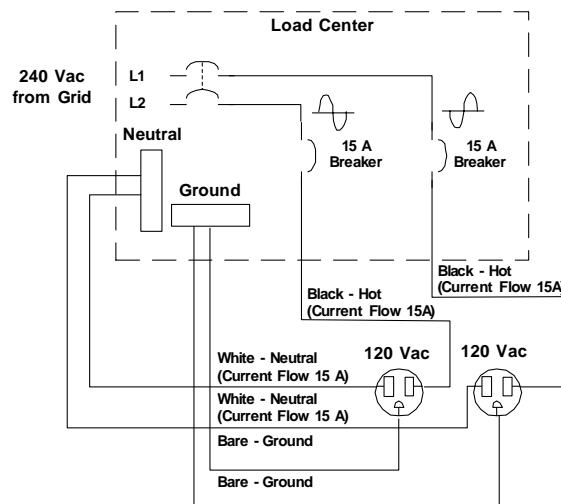 Load Center
240 Vac
from Grid
L1
L2
Neutral
Ground
15 A
Breaker
15 A
Breaker
Black - Hot
(Current Flow 15A)
Black - Hot
(Current Flow 15A)
120 Vac
120 Vac
White - Neutral
(Current Flow 15 A)
White - Neutral
(Current Flow 15 A)
Bare - Ground
Bare - Ground